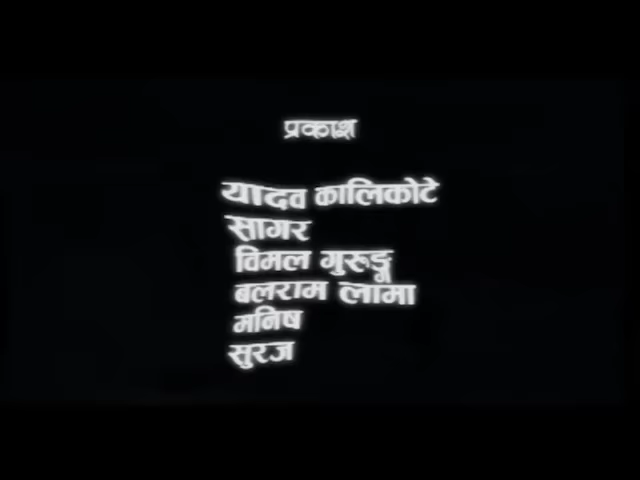 प्रकाश
यादव कालिकोटे
सागर
विमल गुरुङ्ग
बलराम लामा
मनिष
सुरज